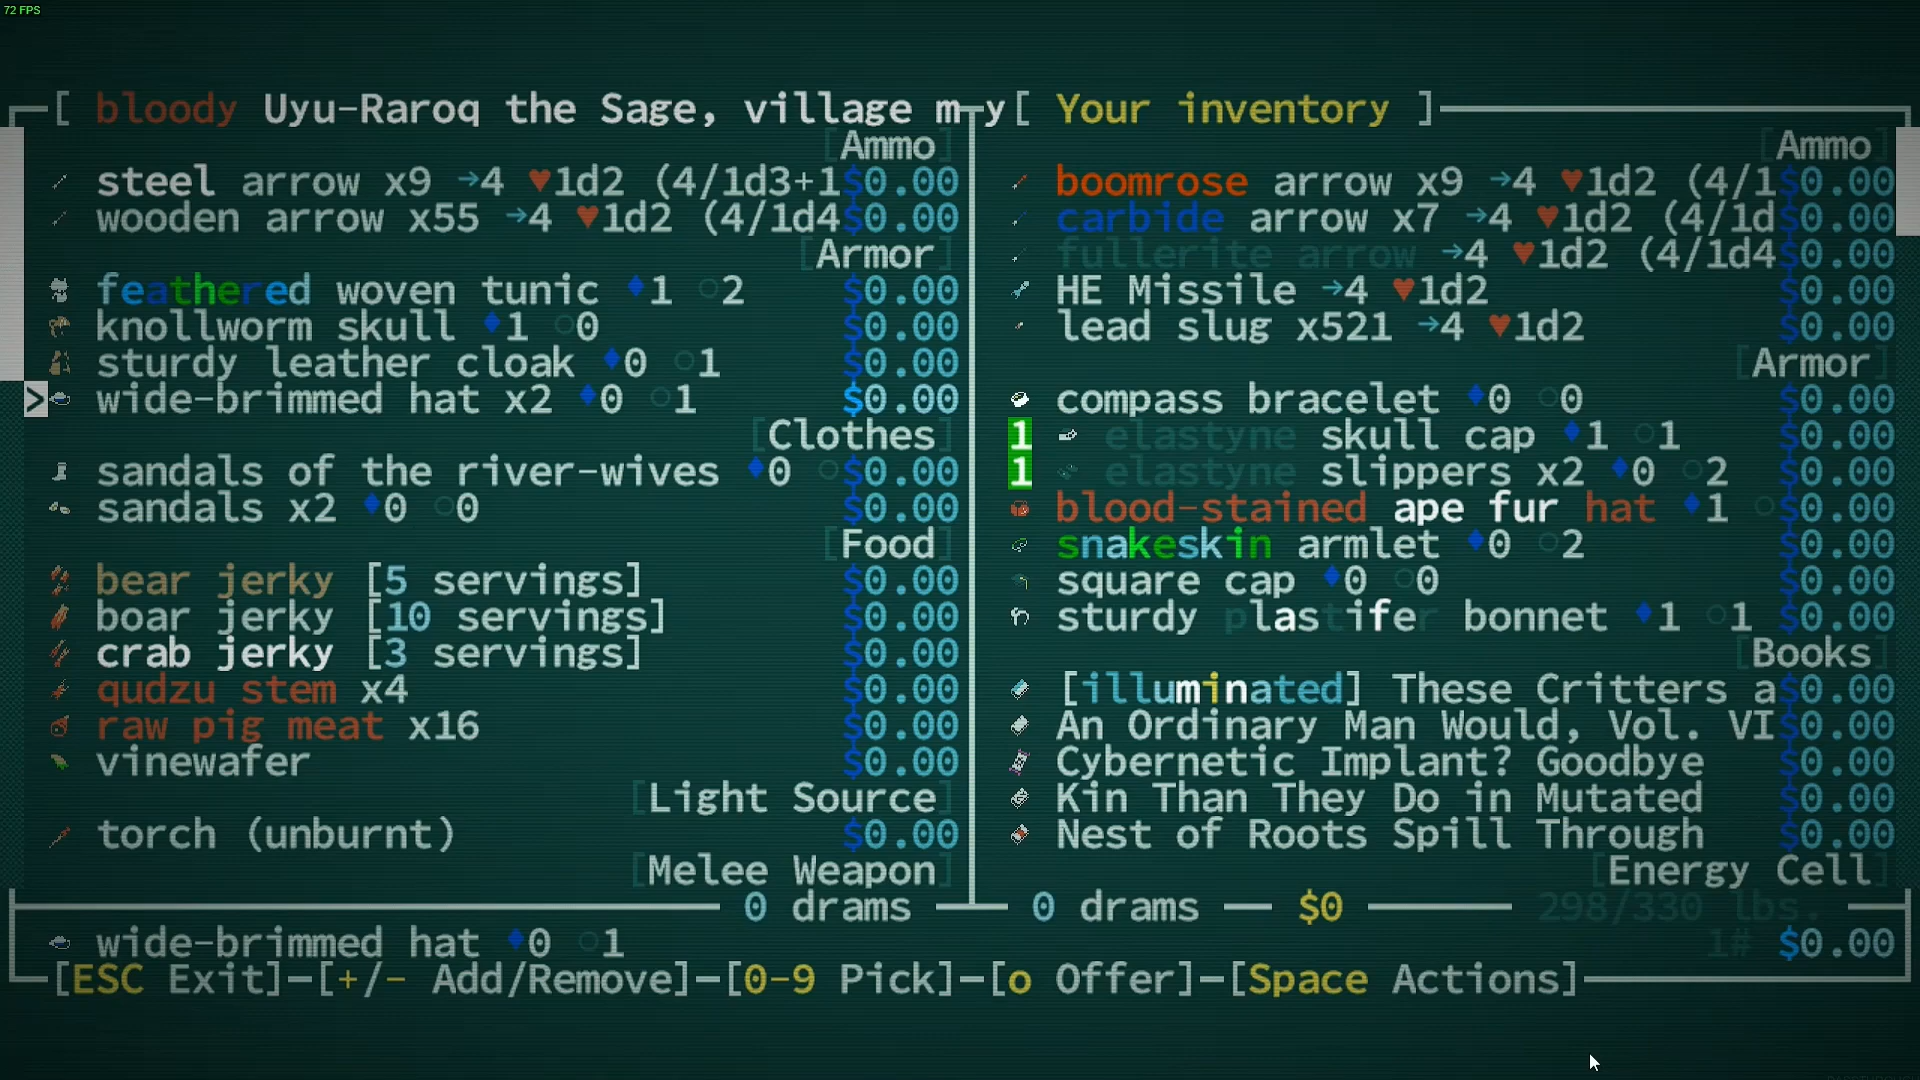 72 FPS
[ bloody Uyu-Raroq the Sage, village m y[ Your inventory ]
[Ammo]
steel arrow x9 →4 ♥1d2 (4/1d3+1$0.00
wooden arrow x55 →4 ♥1d2 (4/1d4$0.00
[Armor]
feathered woven tunic ♦1 ○2 $0.00
knollworm skull ♦1 ○0 $0.00
sturdy leather cloak ♦0 ○1 $0.00
> wide-brimmed hat x2 ♦0 ○1 $0.00
[Clothes]
sandals of the river-wives ♦0 ○$0.00
sandals x2 ♦0 ○0 $0.00
[Food]
bear jerky [5 servings] $0.00
boar jerky [10 servings] $0.00
crab jerky [3 servings] $0.00
qudzu stem x4 $0.00
raw pig meat x16 $0.00
vinewafer $0.00
[Light Source]
torch (unburnt) $0.00
[Melee Weapon]
0 drams
[Ammo]
boomrose arrow x9 →4 ♥1d2 (4/1$0.00
carbide arrow x7 →4 ♥1d2 (4/1d$0.00
fullerite arrow →4 ♥1d2 (4/1d4$0.00
HE Missile →4 ♥1d2 $0.00
lead slug x521 →4 ♥1d2 $0.00
[Armor]
compass bracelet ♦0 ○0 $0.00
1 elastyne skull cap ♦1 ○1 $0.00
1 elastyne slippers x2 ♦0 ○2 $0.00
blood-stained ape fur hat ♦1 ○$0.00
snakeskin armlet ♦0 ○2 $0.00
square cap ♦0 ○0 $0.00
sturdy plastifer bonnet ♦1 ○1 $0.00
[Books]
[illuminated] These Critters a$0.00
An Ordinary Man Would, Vol. VI$0.00
Cybernetic Implant? Goodbye $0.00
Kin Than They Do in Mutated $0.00
Nest of Roots Spill Through $0.00
[Energy Cell]
0 drams — $0 — 298/330 lbs.
wide-brimmed hat ♦0 ○1 1# $0.00
[ESC Exit]-[+/- Add/Remove]-[0-9 Pick]-[o Offer]-[Space Actions]